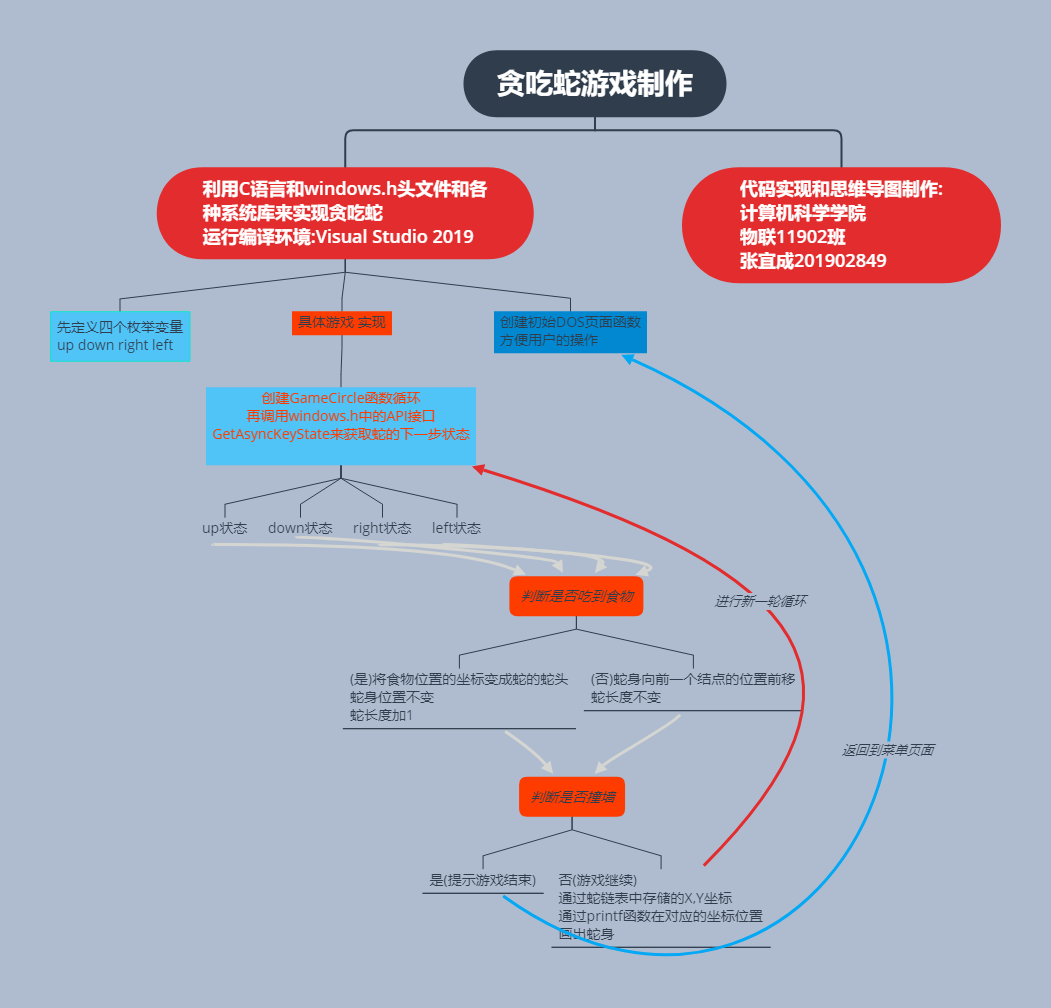 贪吃蛇游戏制作
利用C语言和windows.h头文件和各
种系统库来实现贪吃蛇
运行编译环境:Visual Studio 2019
代码实现和思维导图制作:
计算机科学学院
物联11902班
张宜成201902849
先定义四个枚举变量
up down right left
具体游戏 实现
创建初始DOS页面函数
方便用户的操作
创建GameCircle函数循环
再调用windows.h中的API接口
GetAsyncKeyState来获取蛇的下一步状态
up状态
down状态
right状态
left状态
判断是否吃到食物
进行新一轮循环
(是)将食物位置的坐标变成蛇的蛇头
蛇身位置不变
蛇长度加1
(否)蛇身向前一个结点的位置前移
蛇长度不变
返回到菜单页面
判断是否撞墙
是(提示游戏结束)
否(游戏继续)
通过蛇链表中存储的X,Y坐标
通过printf函数在对应的坐标位置
画出蛇身